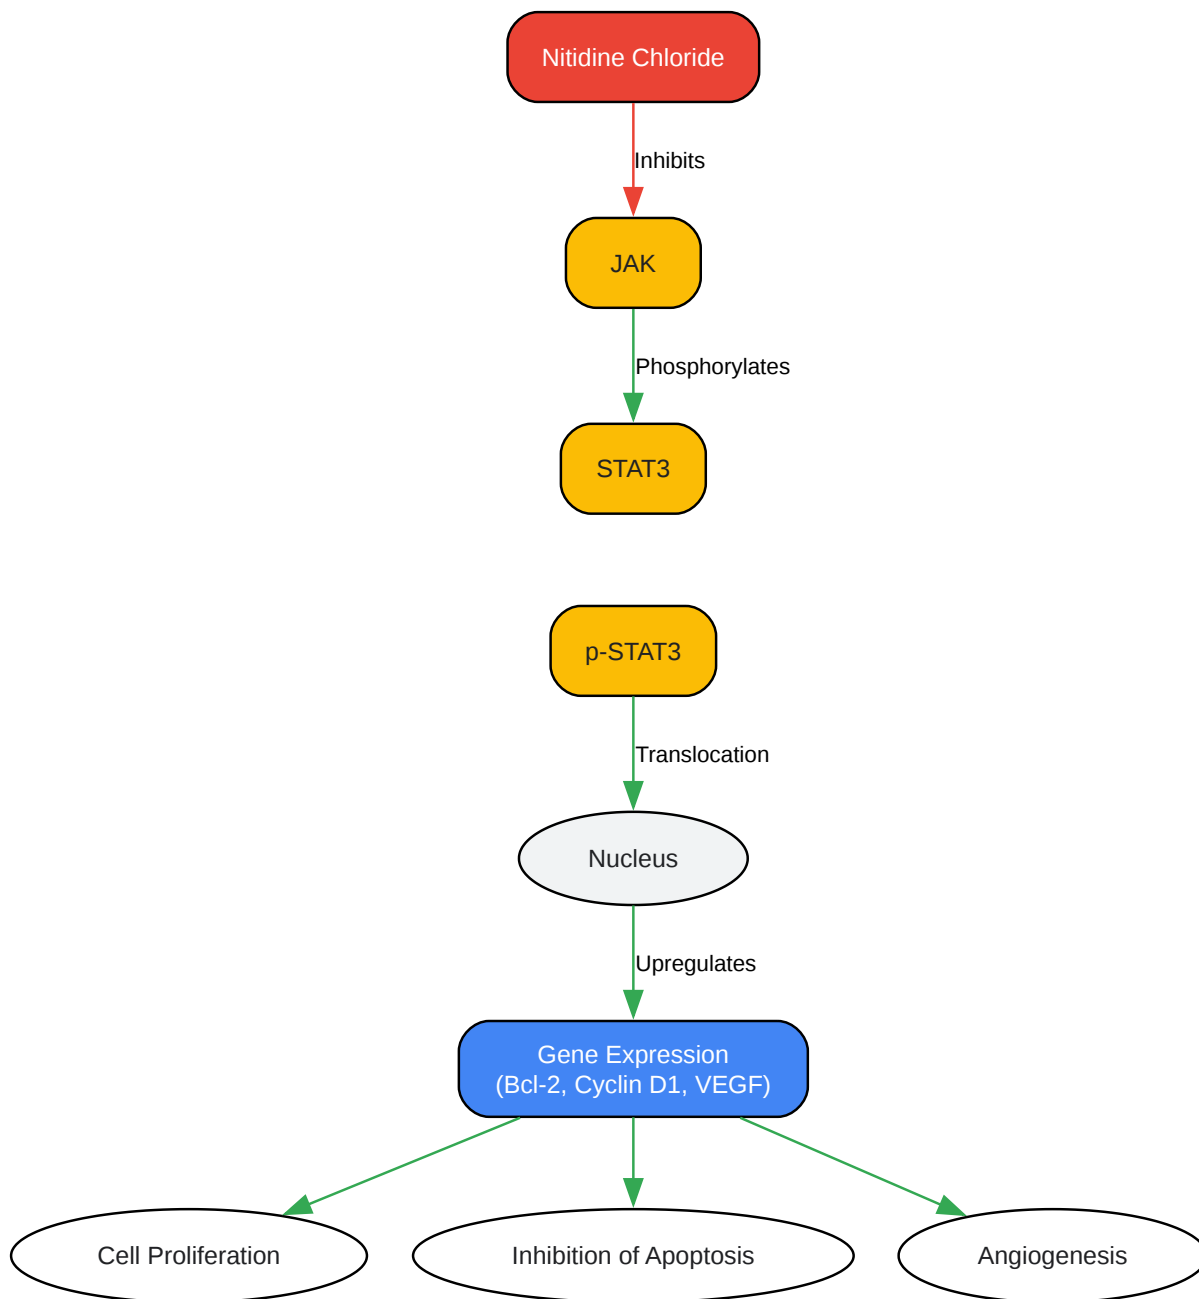 Nitidine Chloride
Inhibits
JAK
Phosphorylates
STAT3
p-STAT3
Translocation
Nucleus
Upregulates
Gene Expression
(Bcl-2, Cyclin D1, VEGF)
Cell Proliferation
Inhibition of Apoptosis
Angiogenesis